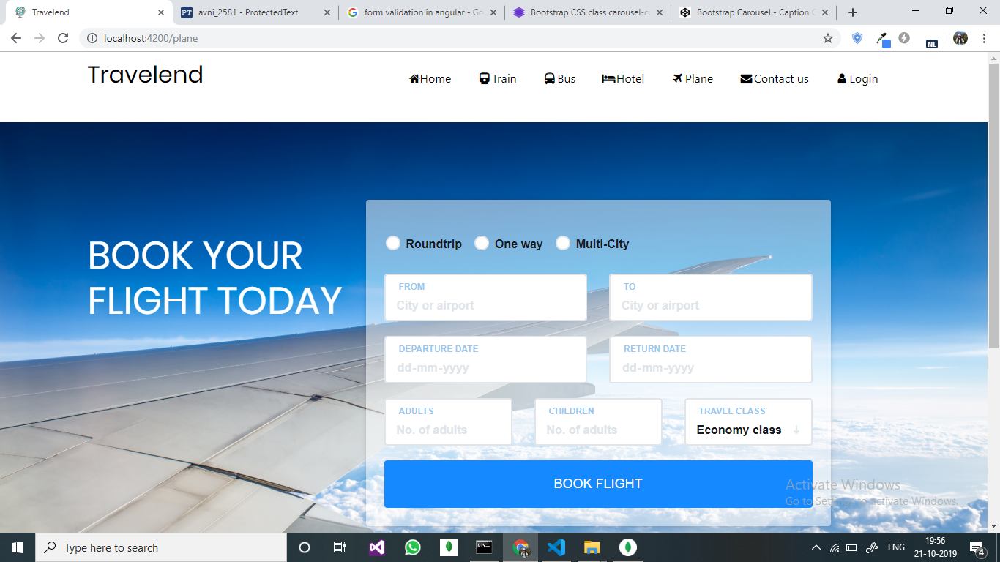 Travelend
avni_2581 - ProtectedText
form validation in angular - Go
Bootstrap CSS class carousel-c
Bootstrap Carousel - Caption C
localhost:4200/plane
NL
Travelend
Home
Train
Bus
Hotel
Plane
Contact us
Login
BOOK YOUR
FLIGHT TODAY
Roundtrip
One way
Multi-City
FROM
City or airport
TO
City or airport
DEPARTURE DATE
dd-mm-yyyy
RETURN DATE
dd-mm-yyyy
ADULTS
No. of adults
CHILDREN
No. of adults
TRAVEL CLASS
Economy class
BOOK FLIGHT
Activate Windows
Go to Settings to activate Windows.
Type here to search
ENG
19:56
21-10-2019
4